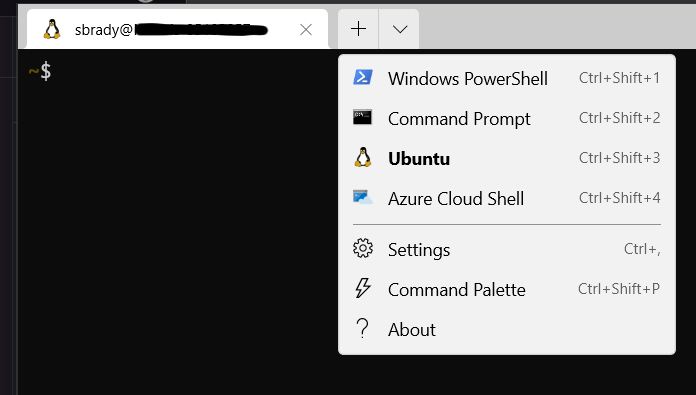 sbrady@
~$
Windows PowerShell Ctrl+Shift+1
Command Prompt Ctrl+Shift+2
Ubuntu Ctrl+Shift+3
Azure Cloud Shell Ctrl+Shift+4
Settings Ctrl+,
Command Palette Ctrl+Shift+P
About